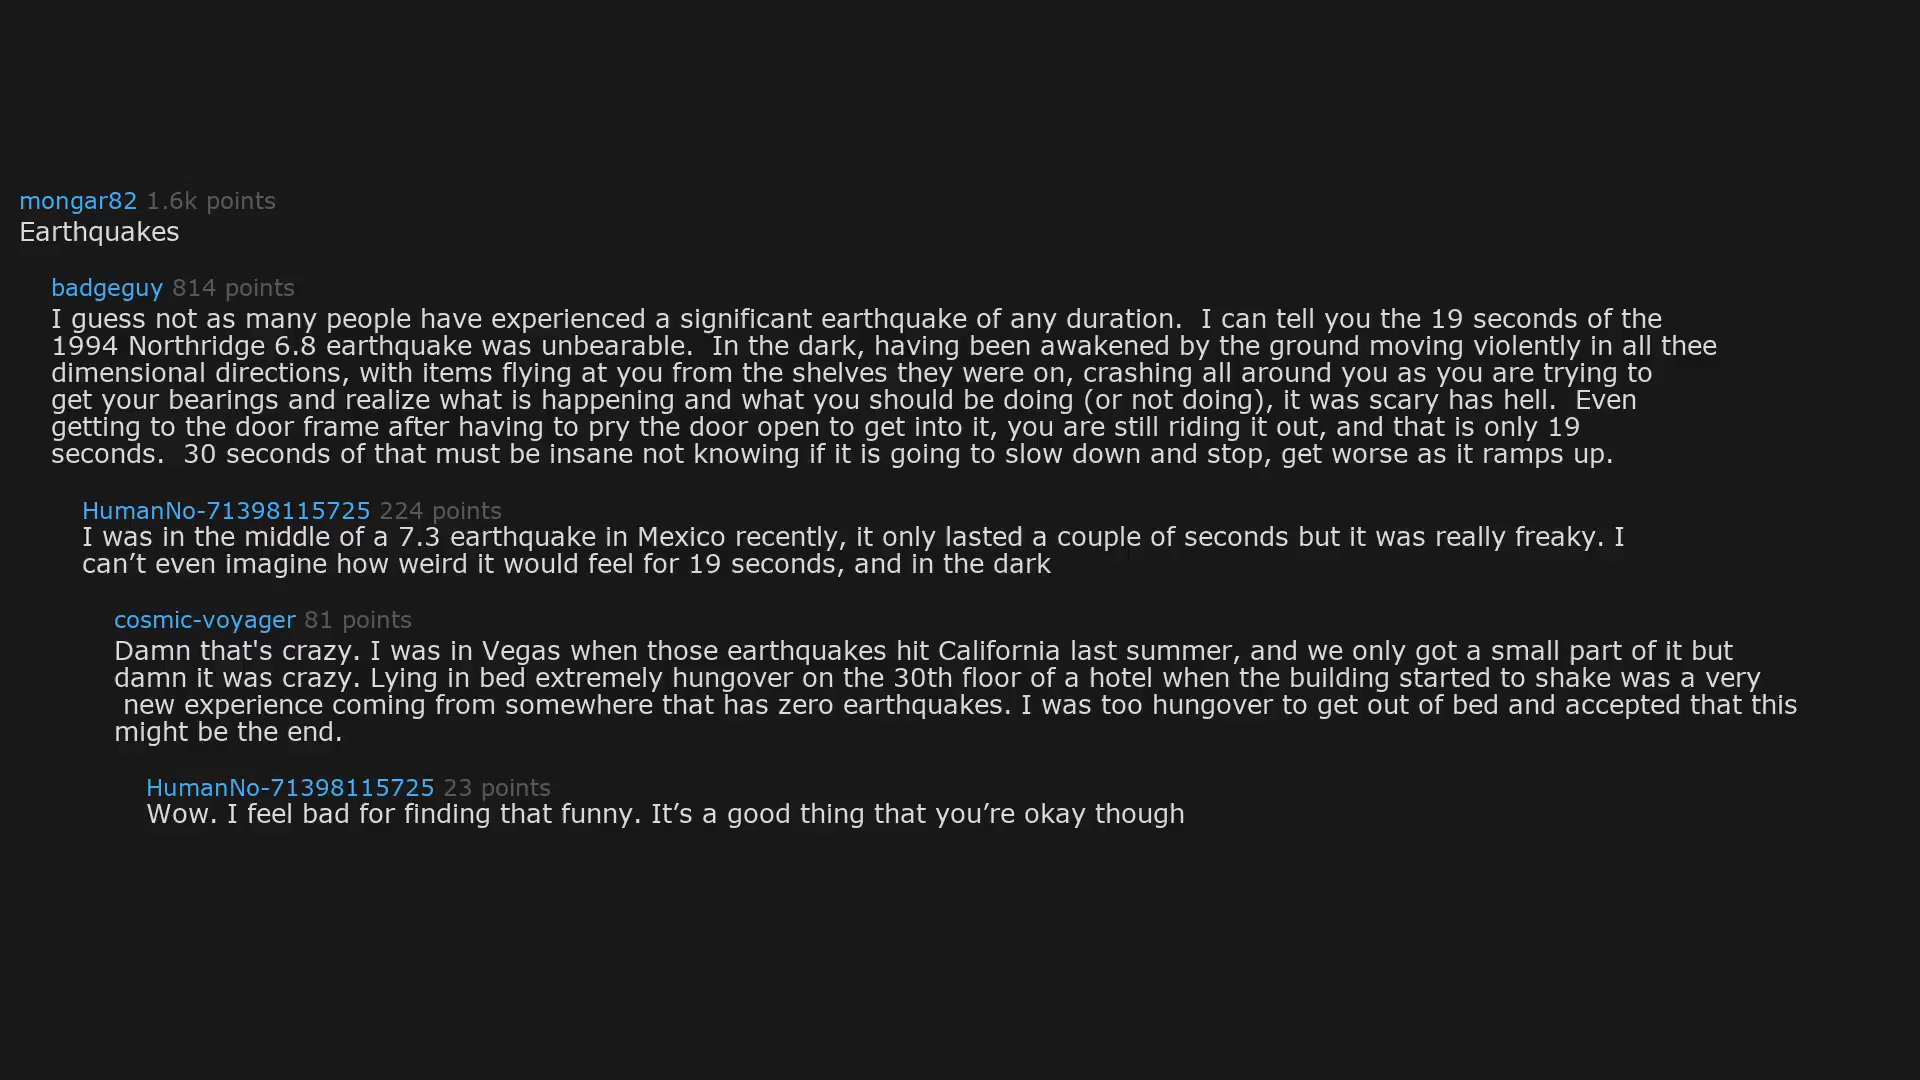 mongar82 1.6k points
Earthquakes
badgeguy 814 points
I guess not as many people have experienced a significant earthquake of any duration.  I can tell you the 19 seconds of the
1994 Northridge 6.8 earthquake was unbearable.  In the dark, having been awakened by the ground moving violently in all thee
dimensional directions, with items flying at you from the shelves they were on, crashing all around you as you are trying to
get your bearings and realize what is happening and what you should be doing (or not doing), it was scary has hell.  Even
getting to the door frame after having to pry the door open to get into it, you are still riding it out, and that is only 19
seconds.  30 seconds of that must be insane not knowing if it is going to slow down and stop, get worse as it ramps up.
HumanNo-71398115725 224 points
I was in the middle of a 7.3 earthquake in Mexico recently, it only lasted a couple of seconds but it was really freaky. I
can’t even imagine how weird it would feel for 19 seconds, and in the dark
cosmic-voyager 81 points
Damn that's crazy. I was in Vegas when those earthquakes hit California last summer, and we only got a small part of it but
damn it was crazy. Lying in bed extremely hungover on the 30th floor of a hotel when the building started to shake was a very
new experience coming from somewhere that has zero earthquakes. I was too hungover to get out of bed and accepted that this
might be the end.
HumanNo-71398115725 23 points
Wow. I feel bad for finding that funny. It’s a good thing that you’re okay though